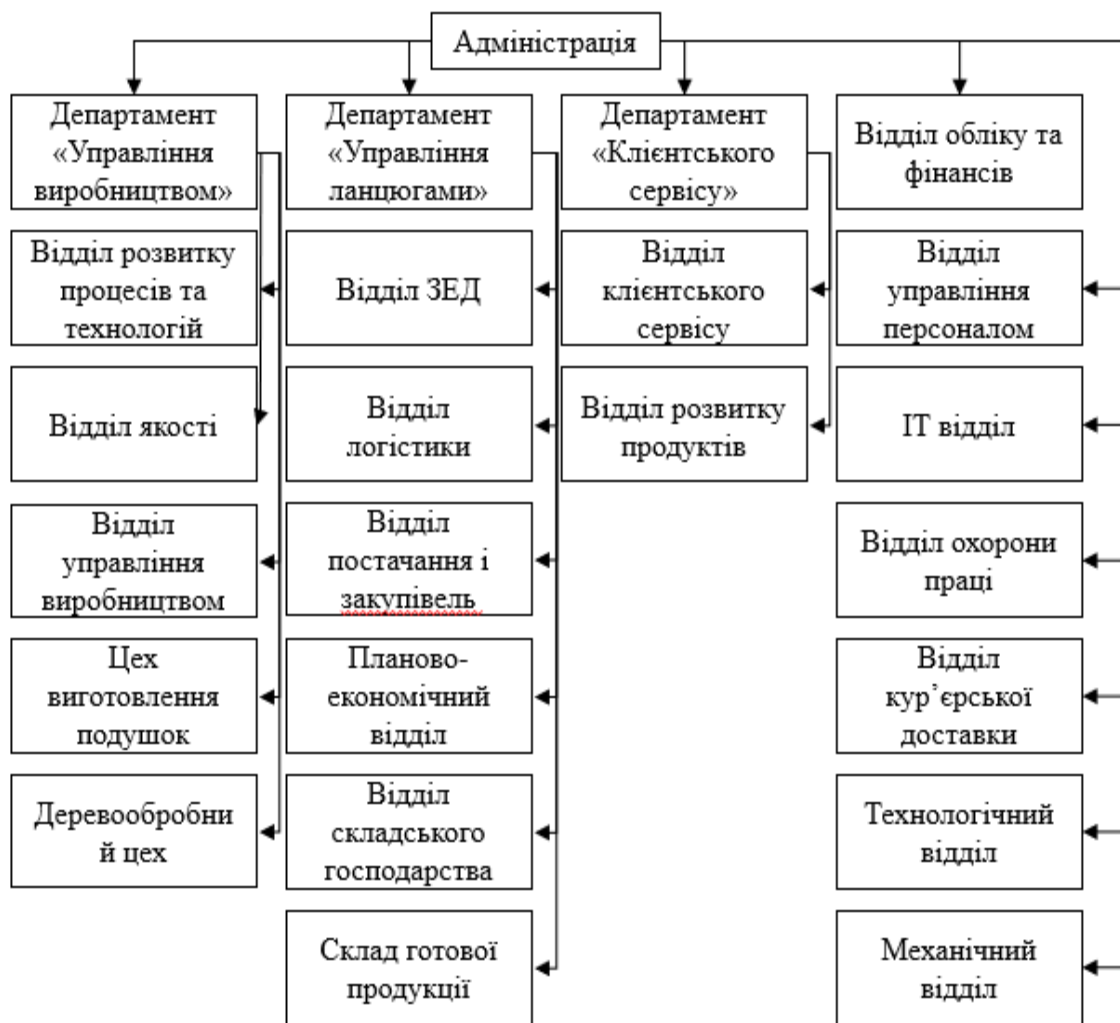 Адміністрація
Департамент
«Управління
виробництвом»
Департамент
«Управління
ланцюгами»
Департамент
«Клієнтського
сервісу»
Відділ обліку та
фінансів
Відділ розвитку
процесів та
технологій
Відділ ЗЕД
Відділ
клієнтського
сервісу
Відділ
управління
персоналом
Відділ якості
Відділ
логістики
Відділ розвитку
продуктів
ІТ відділ
Відділ
управління
виробництвом
Відділ
постачання і
закупівель
Відділ охорони
праці
Цех
виготовлення
подушок
Планово-
економічний
відділ
Відділ
кур’єрської
доставки
Деревообробни
й цех
Відділ
складського
господарства
Технологічний
відділ
Склад готової
продукції
Механічний
відділ